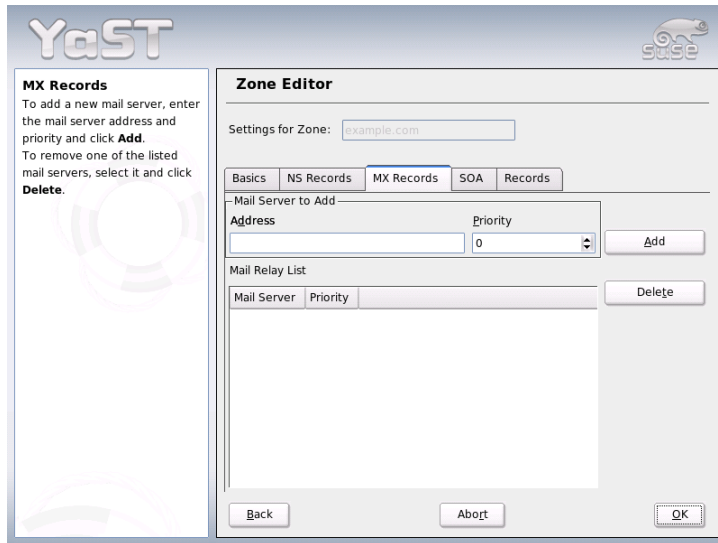 YaST
SUSE
MX Records
To add a new mail server, enter
the mail server address and
priority and click Add.
To remove one of the listed
mail servers, select it and click
Delete.
Zone Editor
Settings for Zone: example.com
Basics NS Records MX Records SOA Records
Mail Server to Add
Address Priority
0 Add
Mail Relay List
Delete
Mail Server Priority
Back Abort OK